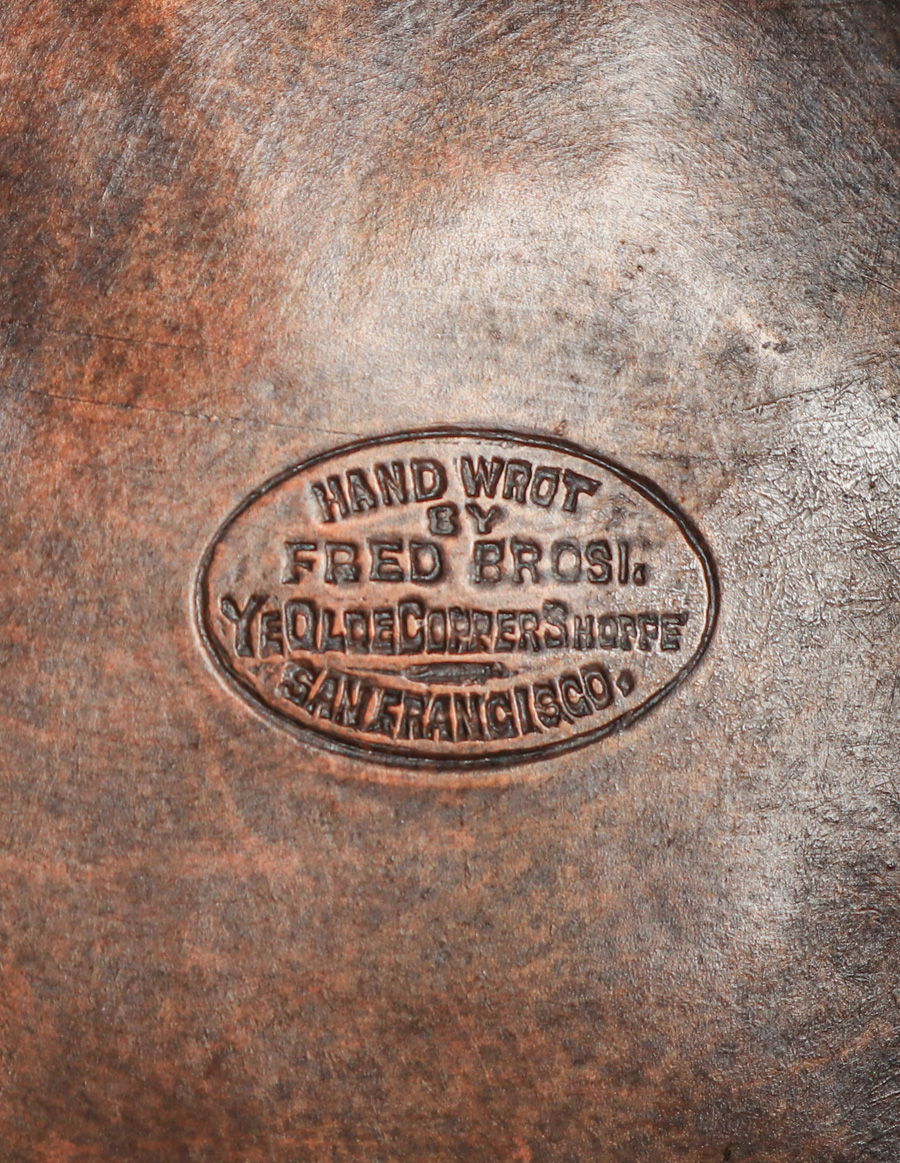 HAND WROT
BY
FRED BROSI.
YE OLDE COPPER SHOPPE
SAN FRANCISCO.